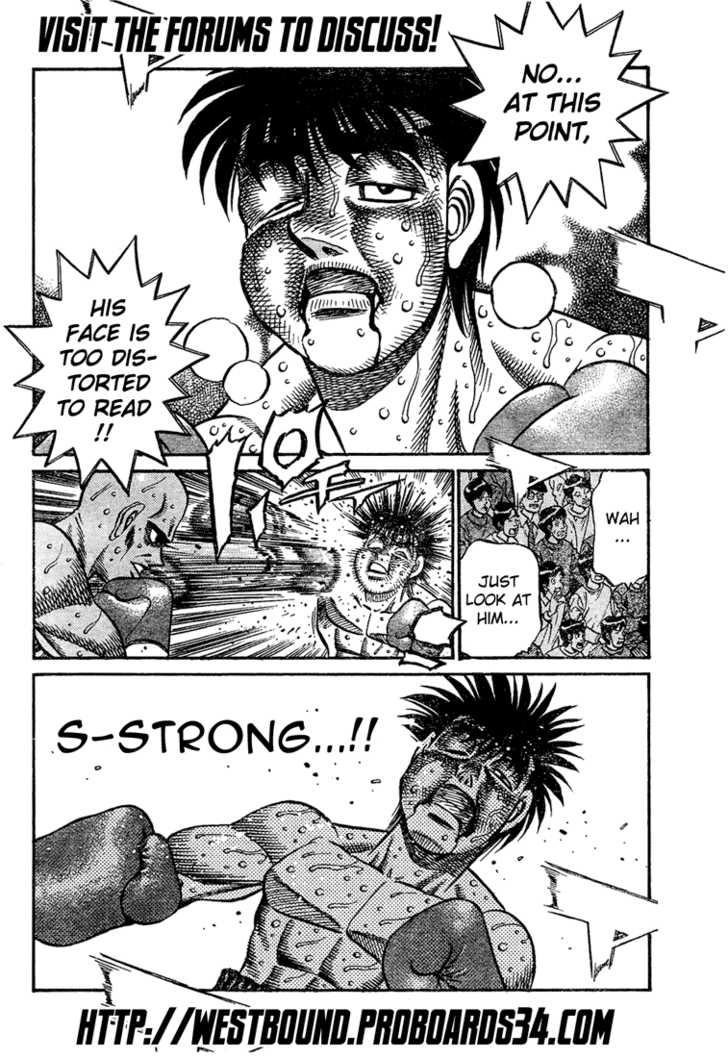 VISIT THE FORUMS TO DISCUSS!
NO...
AT THIS
POINT,
HIS
FACE IS
TOO DIS-
TORTED
TO READ
!!
WAH
...
JUST
LOOK AT
HIM...
S-STRONG...!!
HTTP://WESTBOUND.PROBOARDS34.COM